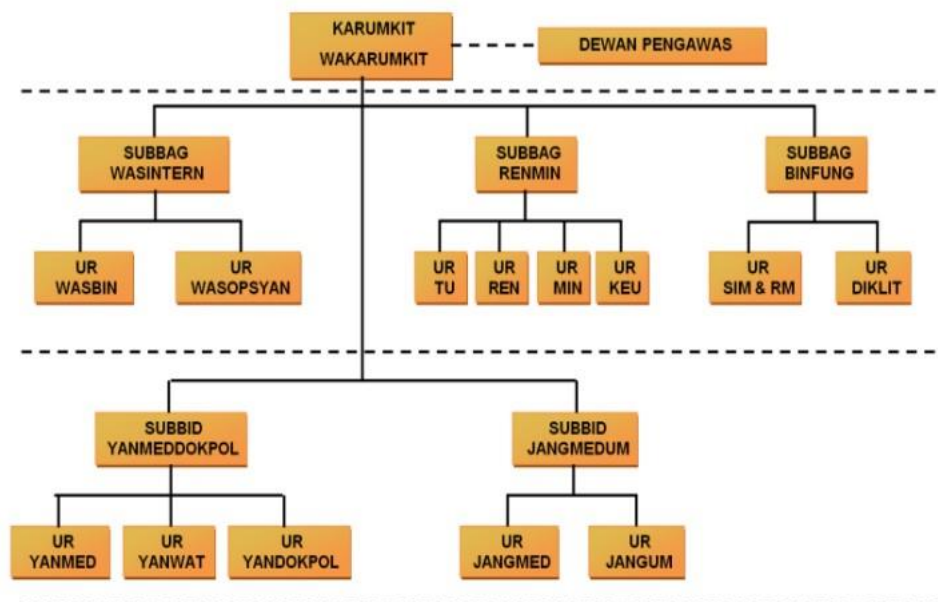 KARUMKIT
WAKARUMKIT
DEWAN PENGAWAS
SUBBAG
WASINTERN
SUBBAG
RENMIN
SUBBAG
BINFUNG
UR
WASBIN
UR
WASOPSYAN
UR
TU
UR
REN
UR
MIN
UR
KEU
UR
SIM & RM
UR
DIKLIT
SUBBID
YANMEDDOKPOL
SUBBID
JANGMEDUM
UR
YANMED
UR
YANWAT
UR
YANDOKPOL
UR
JANGMED
UR
JANGUM